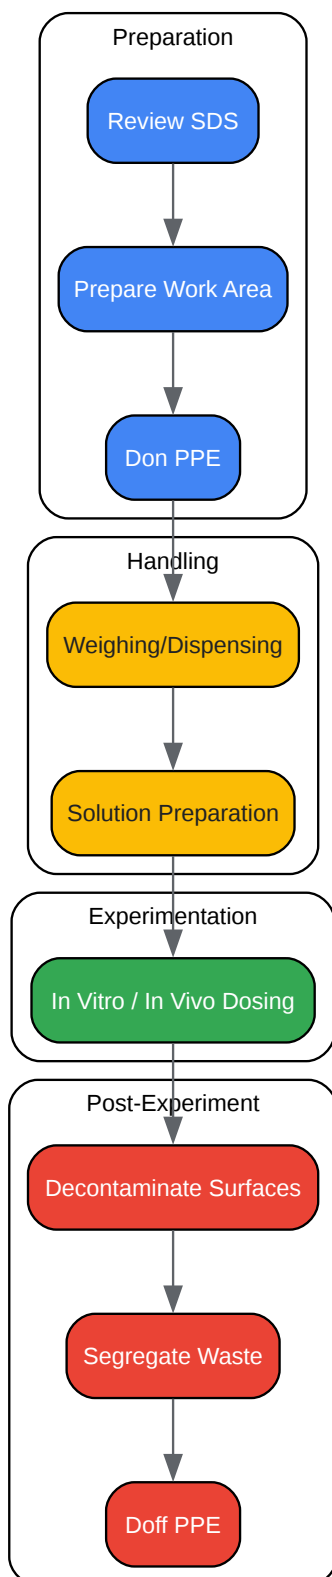 Preparation
Review SDS
Prepare Work Area
Don PPE
Handling
Weighing/Dispensing
Solution Preparation
Experimentation
In Vitro / In Vivo Dosing
Post-Experiment
Decontaminate Surfaces
Segregate Waste
Doff PPE